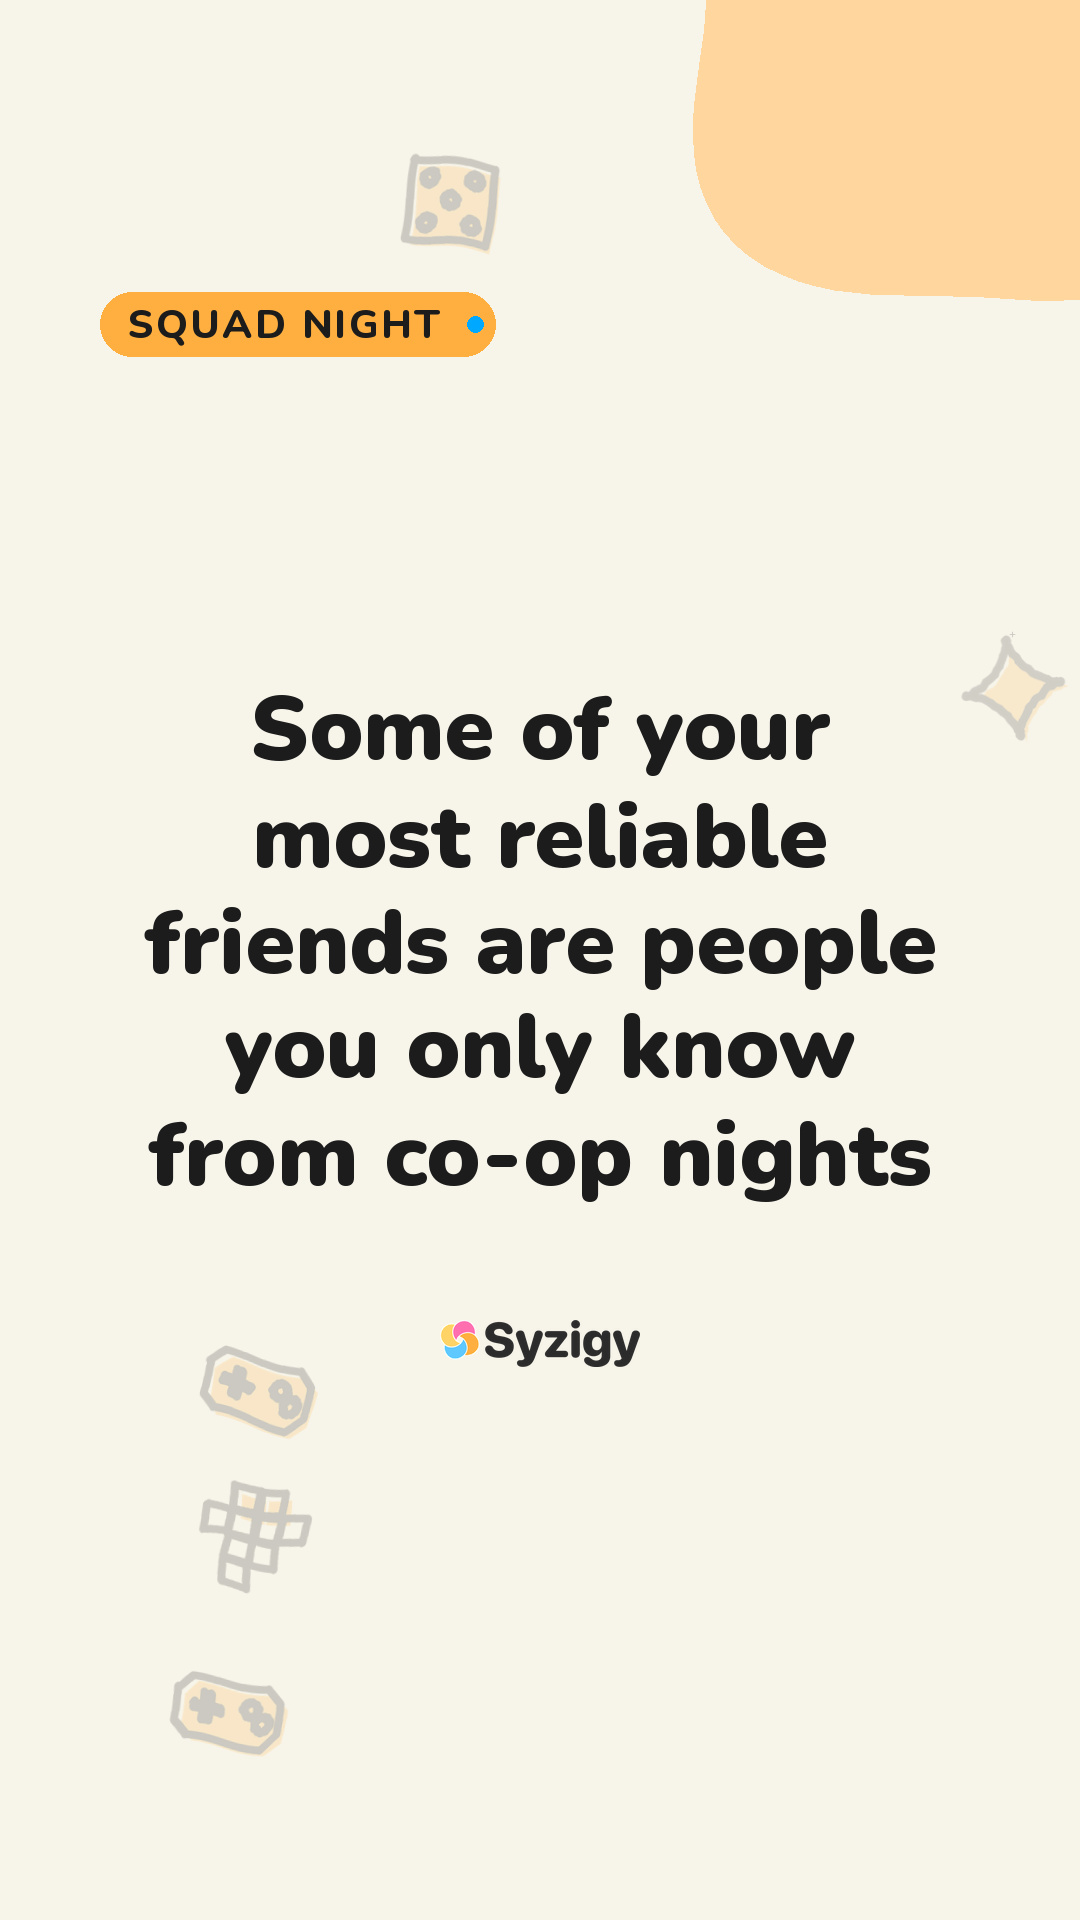 SQUAD NIGHT
Some of your
most reliable
friends are people
you only know
from co-op nights
Syzigy